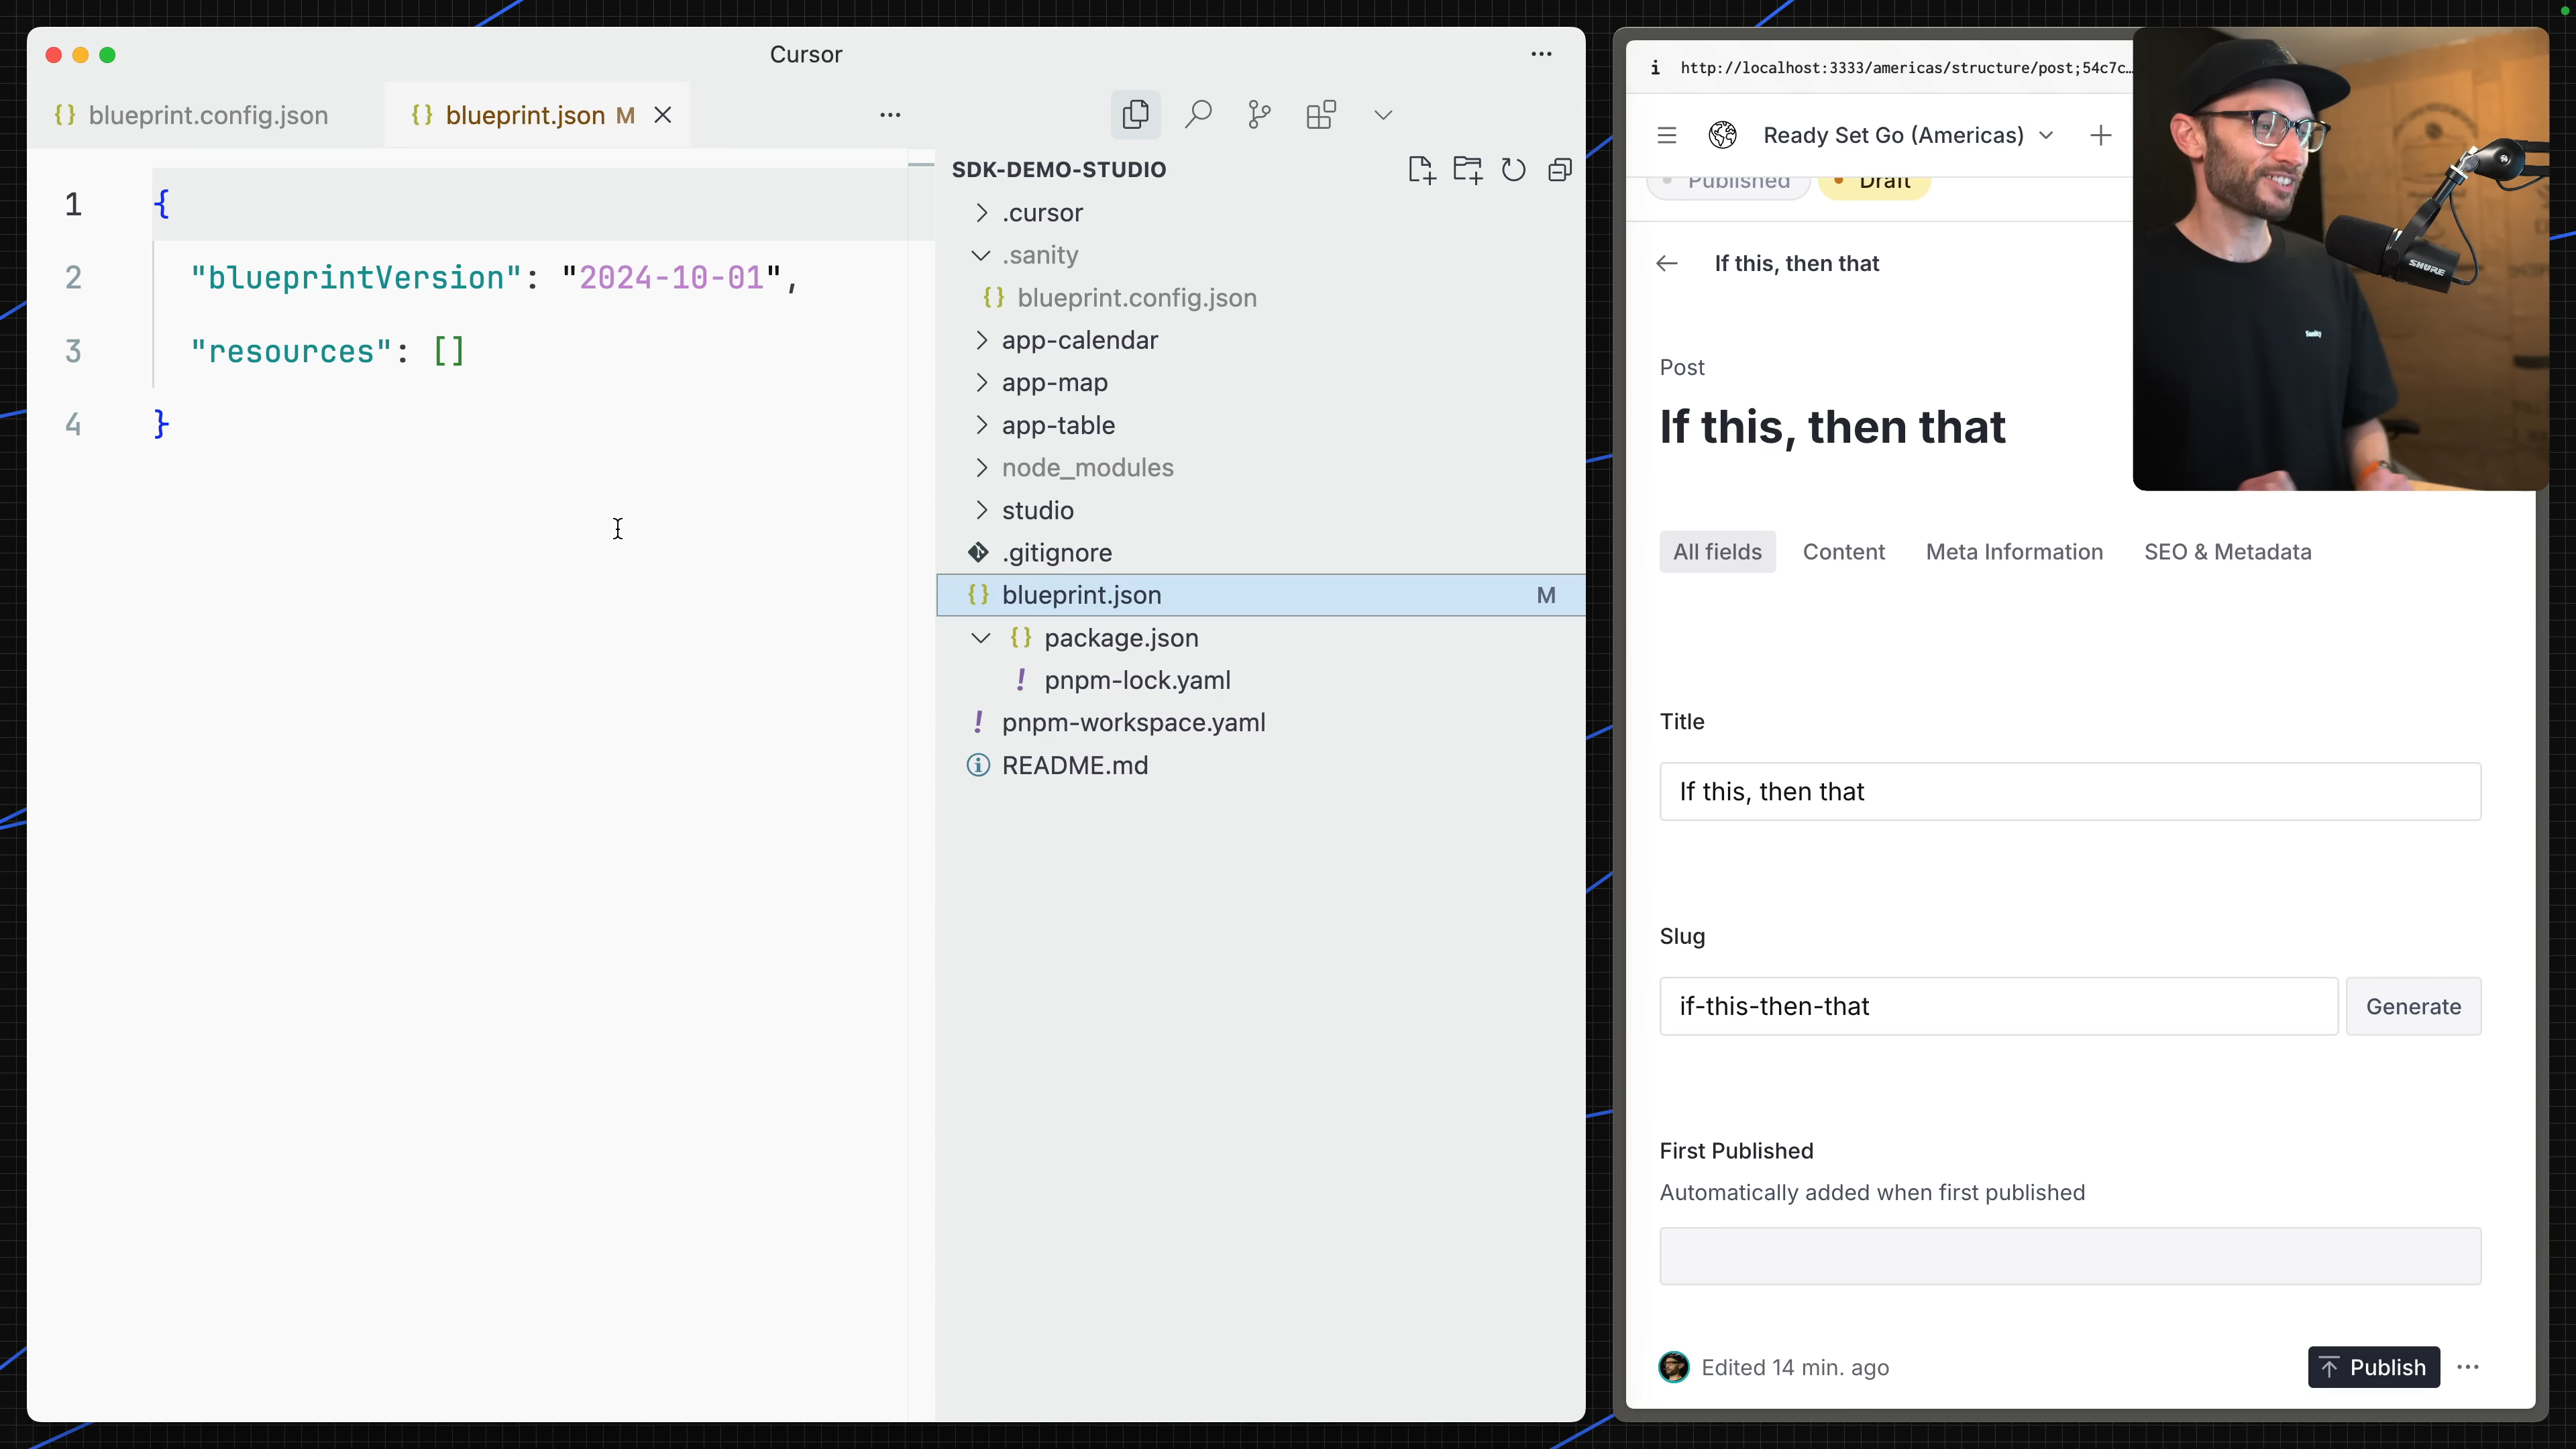 Cursor
blueprint.config.json
blueprint.json M
1 {
2 "blueprintVersion": "2024-10-01",
3 "resources": []
4 }
SDK-DEMO-STUDIO
.cursor
.sanity
blueprint.config.json
app-calendar
app-map
app-table
node_modules
studio
.gitignore
blueprint.json M
package.json
pnpm-lock.yaml
pnpm-workspace.yaml
README.md
http://localhost:3333/americas/structure/post;54c7c…
Ready Set Go (Americas)
Published Draft
If this, then that
Post
If this, then that
All fields Content Meta Information SEO & Metadata
Title
If this, then that
Slug
if-this-then-that Generate
First Published
Automatically added when first published
Edited 14 min. ago Publish
SHURE
Sanity